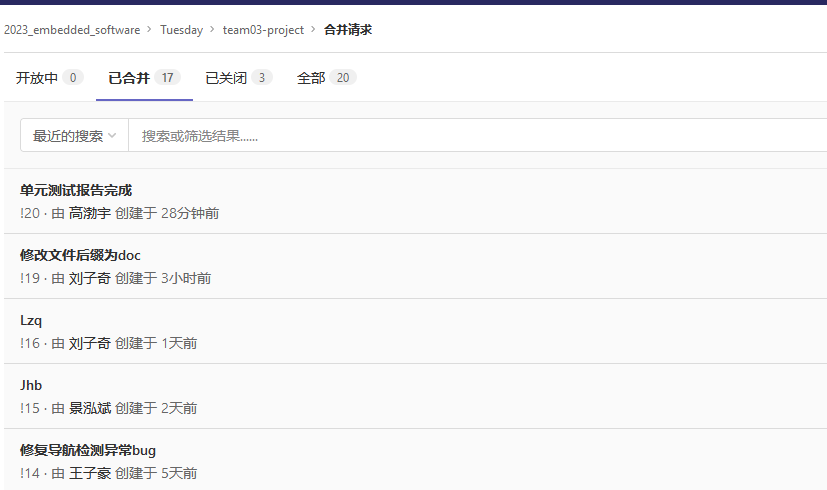 2023_embedded_software > Tuesday > team03-project > 合并请求
开放中 0 已合并 17 已关闭 3 全部 20
最近的搜索 搜索或筛选结果......
单元测试报告完成
!20 · 由 高渤宇 创建于 28分钟前
修改文件后缀为doc
!19 · 由 刘子奇 创建于 3小时前
Lzq
!16 · 由 刘子奇 创建于 1天前
Jhb
!15 · 由 景泓斌 创建于 2天前
修复导航检测异常bug
!14 · 由 王子豪 创建于 5天前